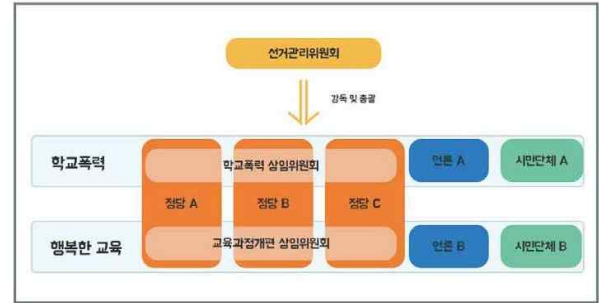 선거관리위원회
감독 및 총괄
학교폭력
학교폭력 상임위원회
언론 A
시민단체 A
정당 A
정당 B
정당 C
행복한 교육
교육과정개편 상임위원회
언론 B
시민단체 B